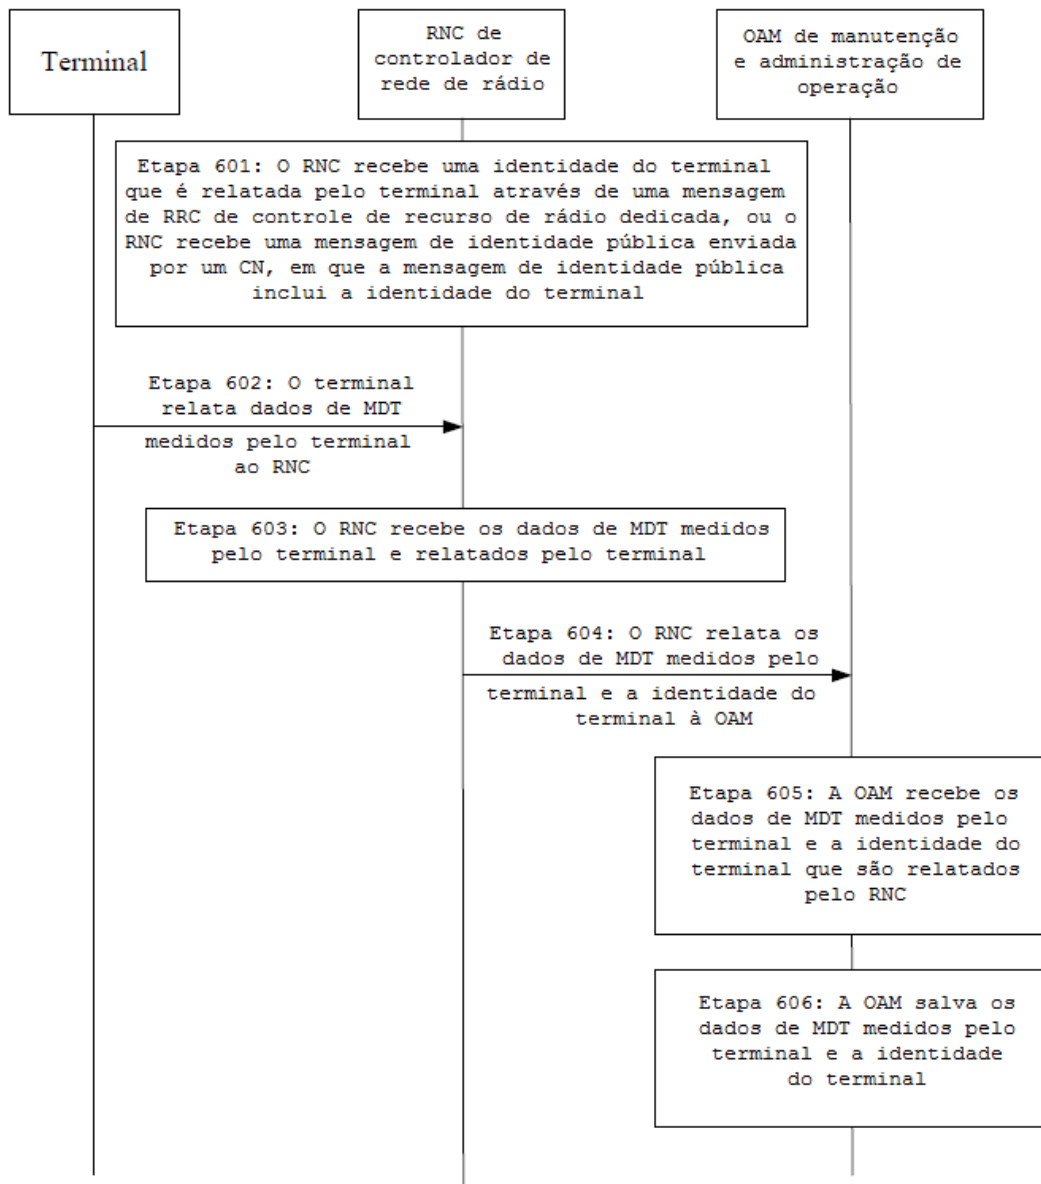 Terminal
RNC de
controlador de
rede de rádio
OAM de manutenção
e administração de
operação
Etapa 601: O RNC recebe uma identidade do terminal
que é relatada pelo terminal através de uma mensagem
de RRC de controle de recurso de rádio dedicada, ou o
RNC recebe uma mensagem de identidade pública enviada
por um CN, em que a mensagem de identidade pública
inclui a identidade do terminal
Etapa 602: O terminal
relata dados de MDT
medidos pelo terminal
ao RNC
Etapa 603: O RNC recebe os dados de MDT medidos
pelo terminal e relatados pelo terminal
Etapa 604: O RNC relata os
dados de MDT medidos pelo
terminal e a identidade do
terminal à OAM
Etapa 605: A OAM recebe os
dados de MDT medidos pelo
terminal e a identidade do
terminal que são relatados
pelo RNC
Etapa 606: A OAM salva os
dados de MDT medidos pelo
terminal e a identidade
do terminal